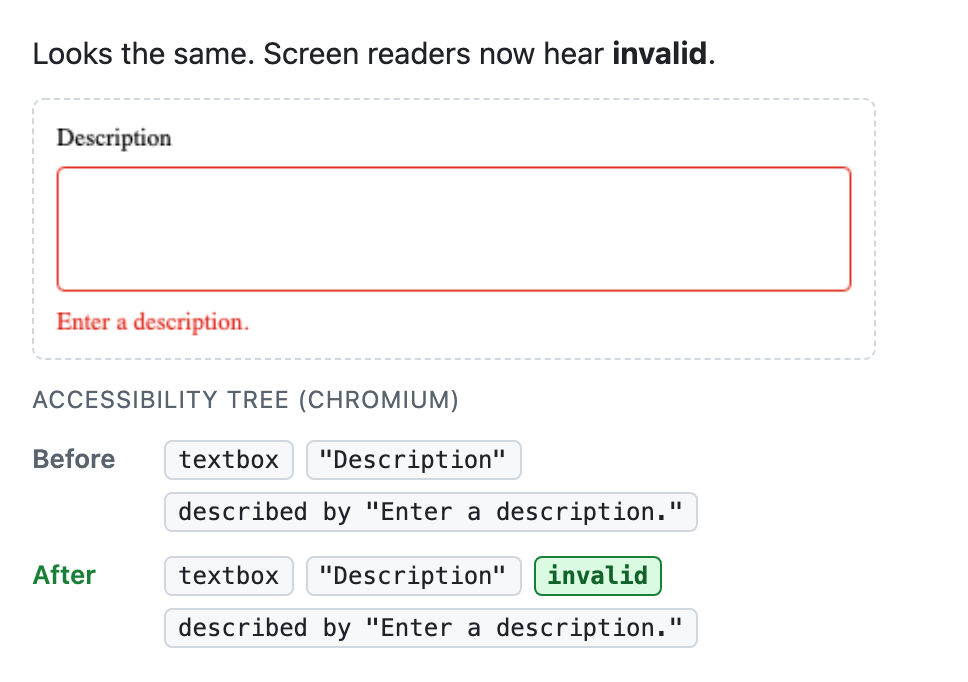 Looks the same. Screen readers now hear invalid.
Description
Enter a description.
ACCESSIBILITY TREE (CHROMIUM)
Before textbox "Description"
described by "Enter a description."
After textbox "Description" invalid
described by "Enter a description."